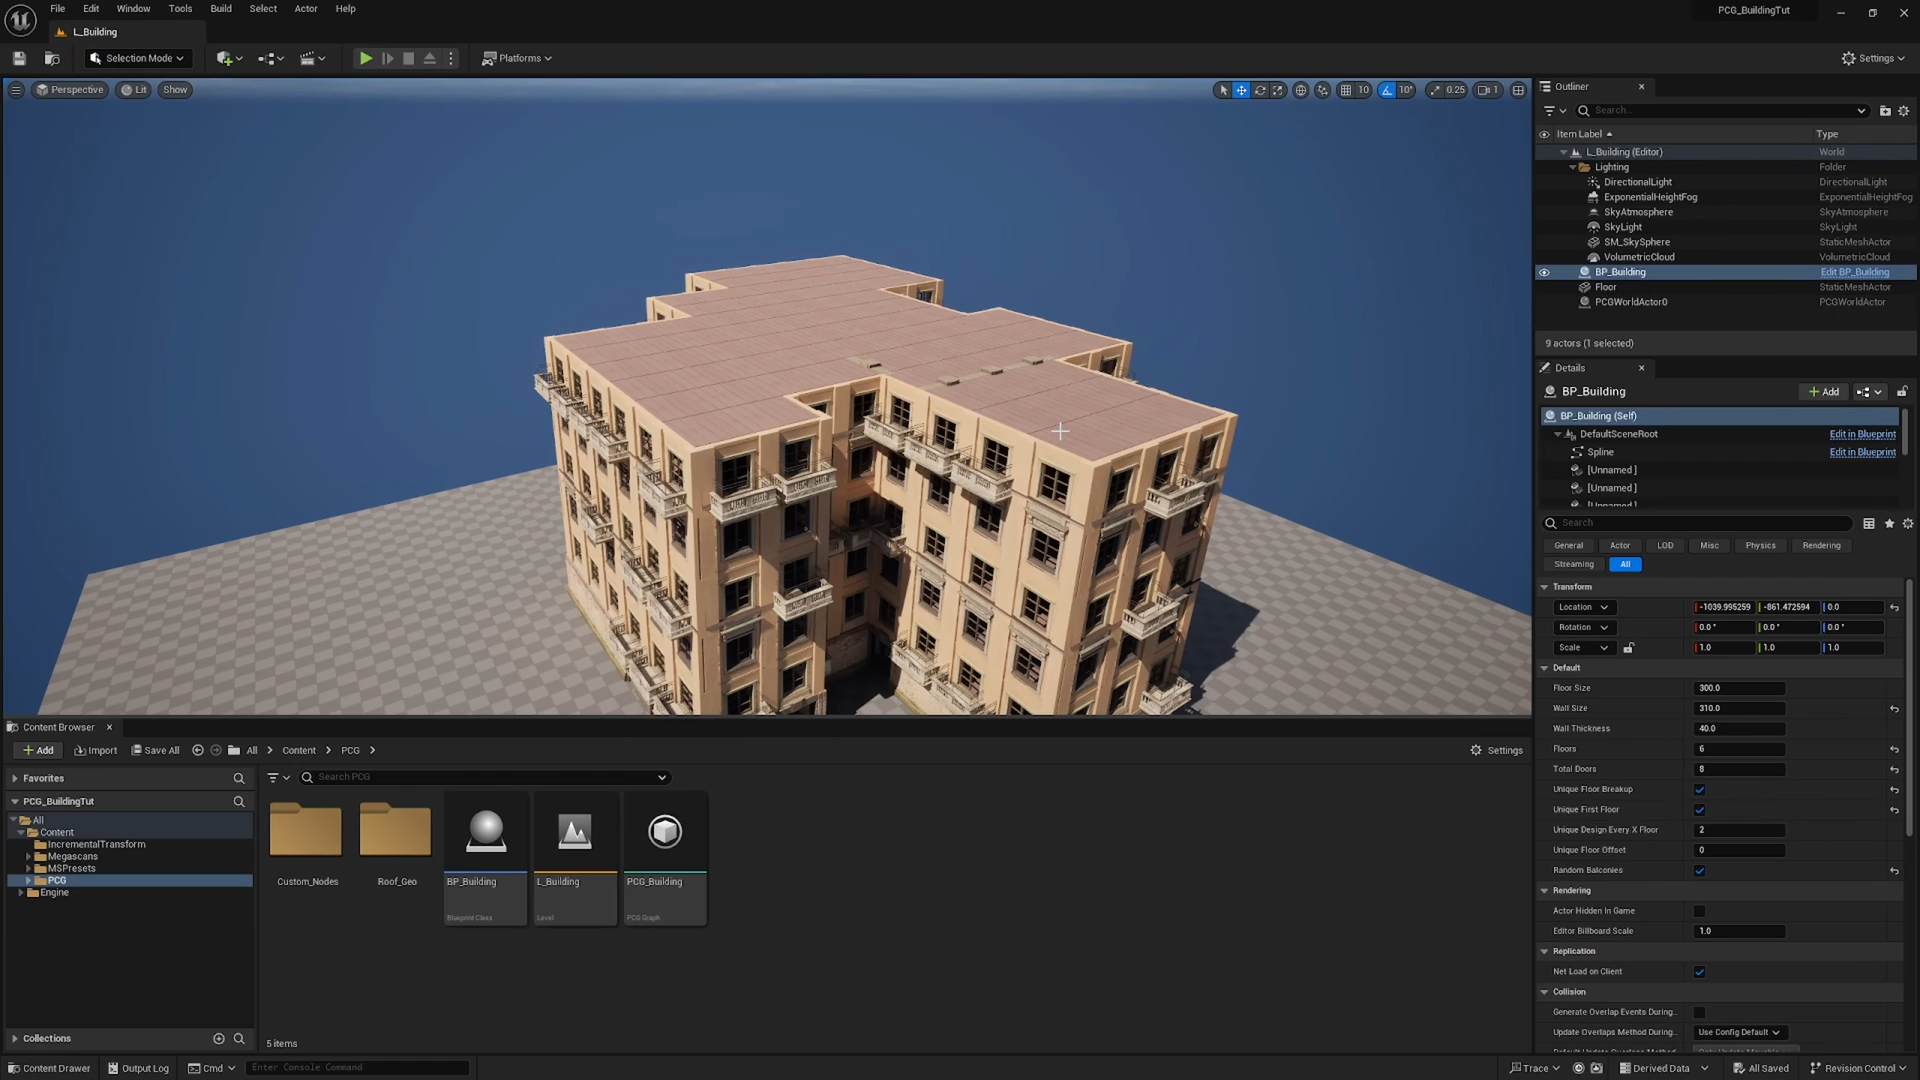 File Edit Window Tools Build Select Actor Help
PCG_BuildingTut
L_Building
Selection Mode
Platforms
Settings
Perspective Lit Show
10 10° 0.25 1
Outliner
Search...
Item Label Type
L_Building (Editor) World
Lighting Folder
DirectionalLight DirectionalLight
ExponentialHeightFog ExponentialHeightFog
SkyAtmosphere SkyAtmosphere
SkyLight SkyLight
SM_SkySphere StaticMeshActor
VolumetricCloud VolumetricCloud
BP_Building Edit BP_Building
Floor StaticMeshActor
PCGWorldActor0 PCGWorldActor
9 actors (1 selected)
Details
BP_Building
Add
BP_Building (Self)
DefaultSceneRoot Edit in Blueprint
Spline Edit in Blueprint
[Unnamed ]
[Unnamed ]
Search
General Actor LOD Misc Physics Rendering
Streaming All
Transform
Location -1039.995259 -861.472594 0.0
Rotation 0.0 ° 0.0 ° 0.0 °
Scale 1.0 1.0 1.0
Default
Floor Size 300.0
Wall Size 310.0
Wall Thickness 40.0
Floors 6
Total Doors 8
Unique Floor Breakup
Unique First Floor
Unique Design Every X Floor 2
Unique Floor Offset 0
Random Balconies
Rendering
Actor Hidden In Game
Editor Billboard Scale 1.0
Replication
Net Load on Client
Collision
Generate Overlap Events During...
Update Overlaps Method During... Use Config Default
Content Browser
Add Import Save All All Content PCG Settings
Favorites
Search PCG
PCG_BuildingTut
All
Content
IncrementalTransform
Megascans
MSPresets
PCG
Engine
Custom_Nodes
Roof_Geo
BP_Building
Blueprint Class
L_Building
Level
PCG_Building
PCG Graph
Collections
5 items
Content Drawer Output Log Cmd Enter Console Command
Trace Derived Data All Saved Revision Control